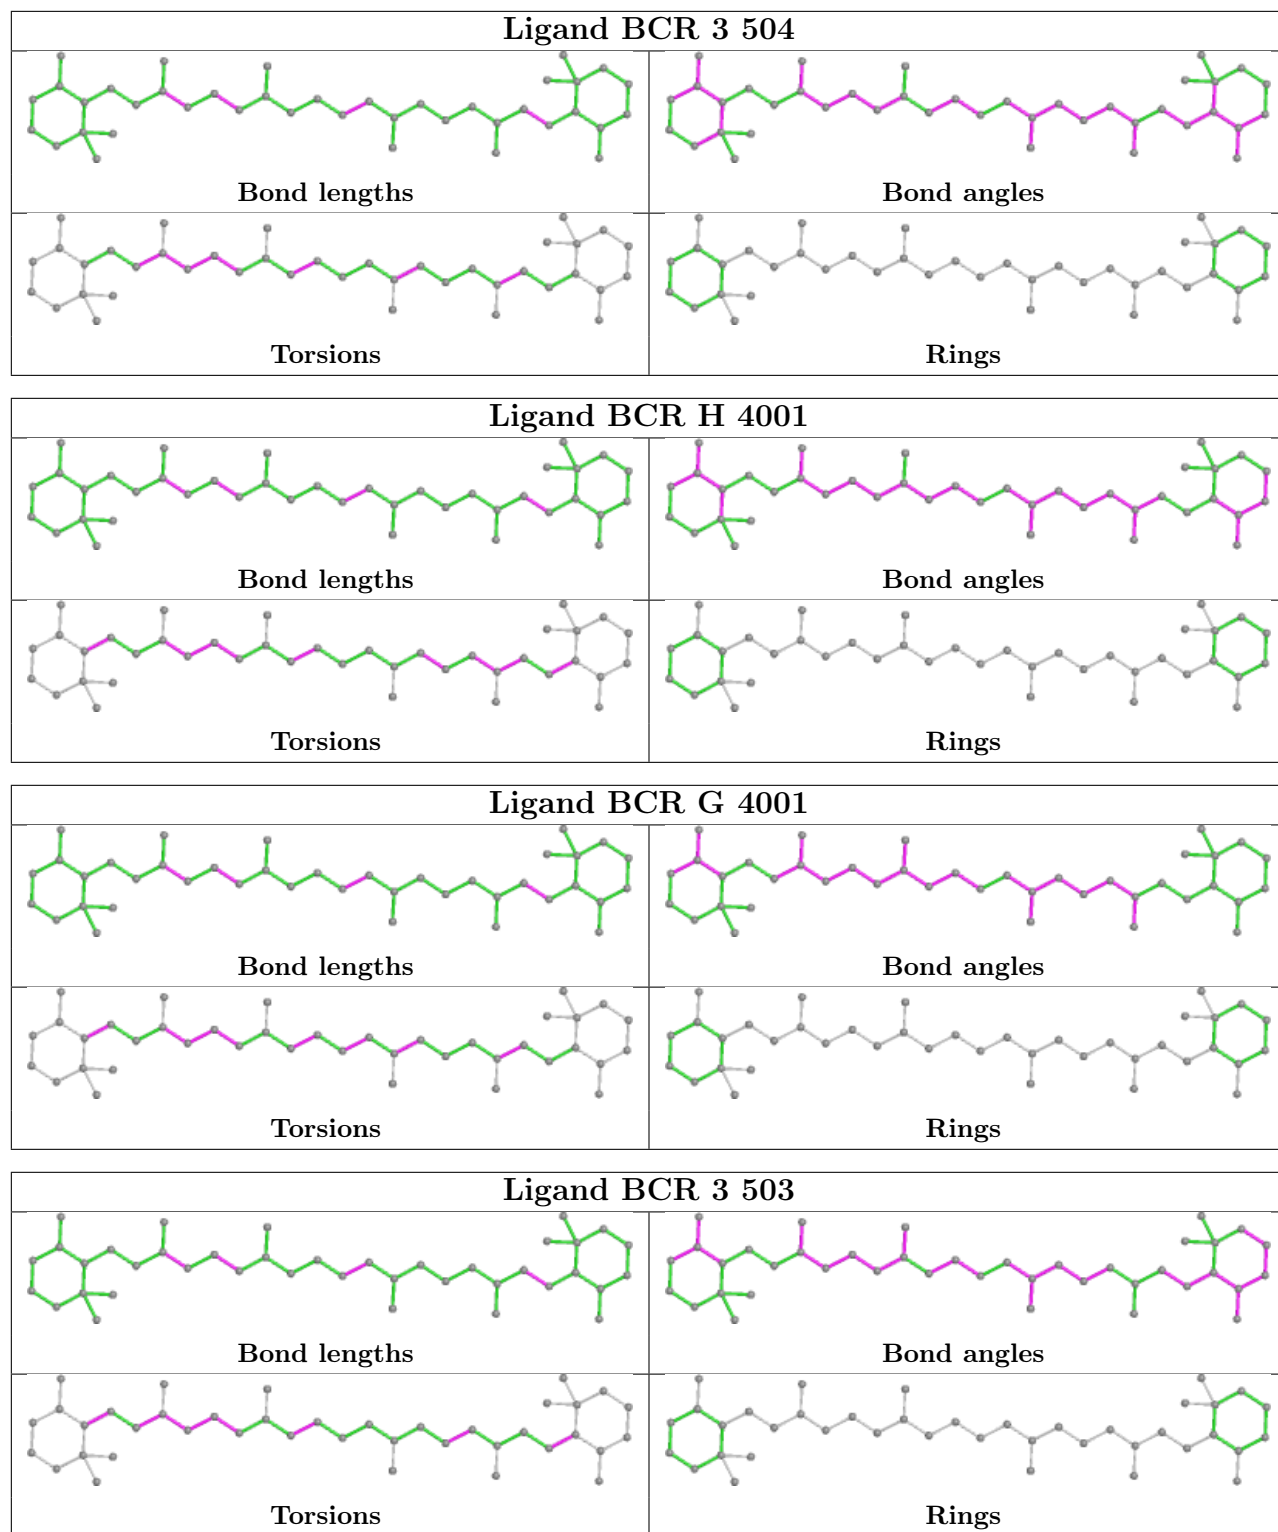 Ligand BCR 3 504
Bond lengths
Bond angles
Torsions
Rings
Ligand BCR H 4001
Bond lengths
Bond angles
Torsions
Rings
Ligand BCR G 4001
Bond lengths
Bond angles
Torsions
Rings
Ligand BCR 3 503
Bond lengths
Bond angles
Torsions
Rings